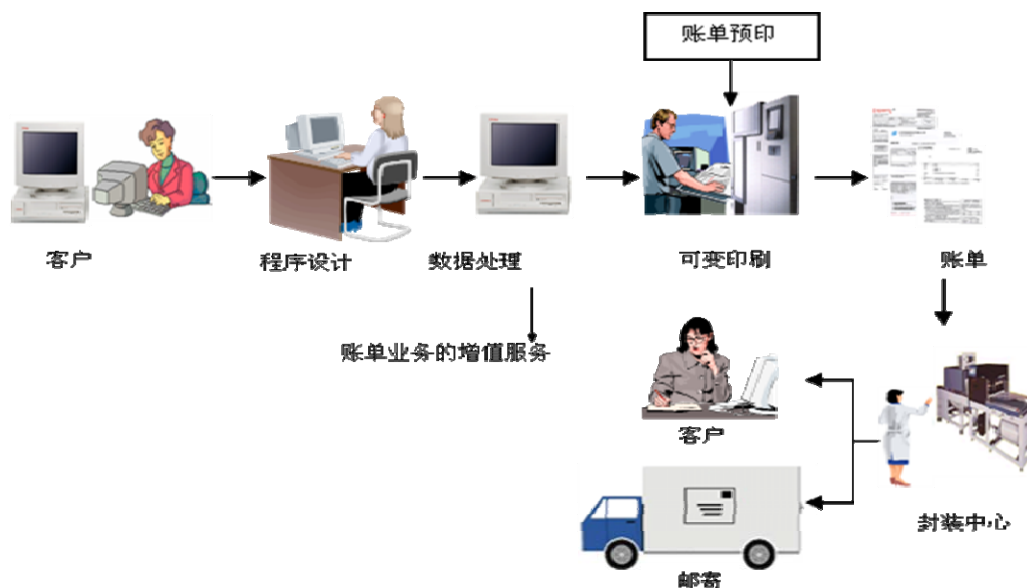 账单预印
客户
程序设计
数据处理
可变印刷
账单
账单业务的增值服务
客户
封装中心
邮寄